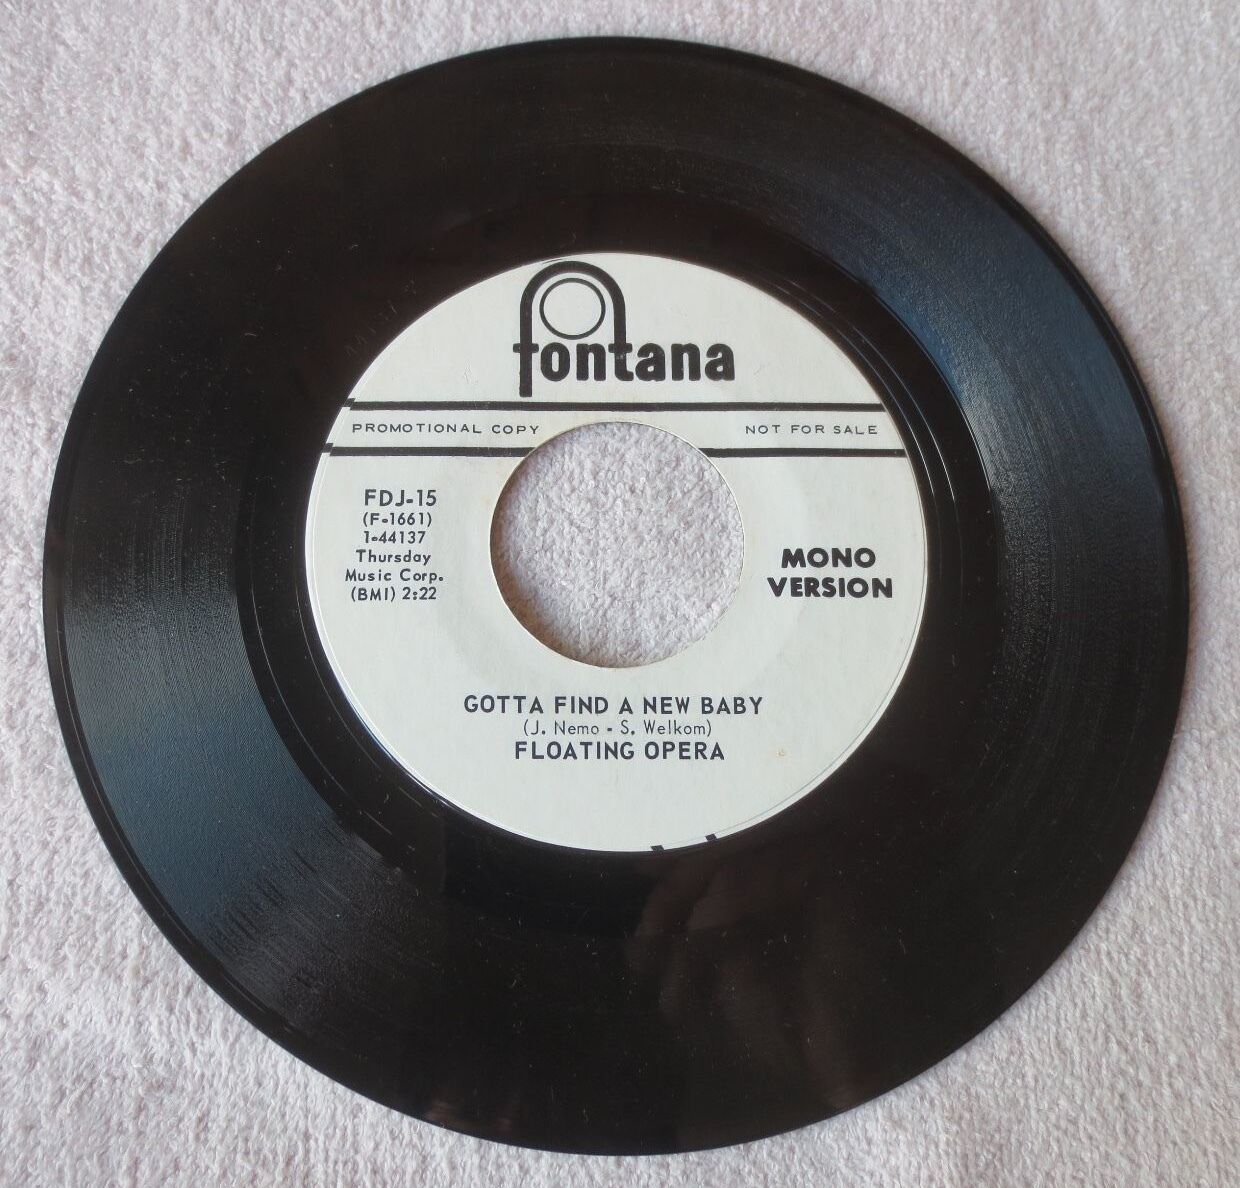 fontana
PROMOTIONAL COPY NOT FOR SALE
FDJ-15
(F-1661)
1-44137
Thursday
Music Corp.
(BMI) 2:22
MONO
VERSION
GOTTA FIND A NEW BABY
(J. Nemo - S. Welkom)
FLOATING OPERA